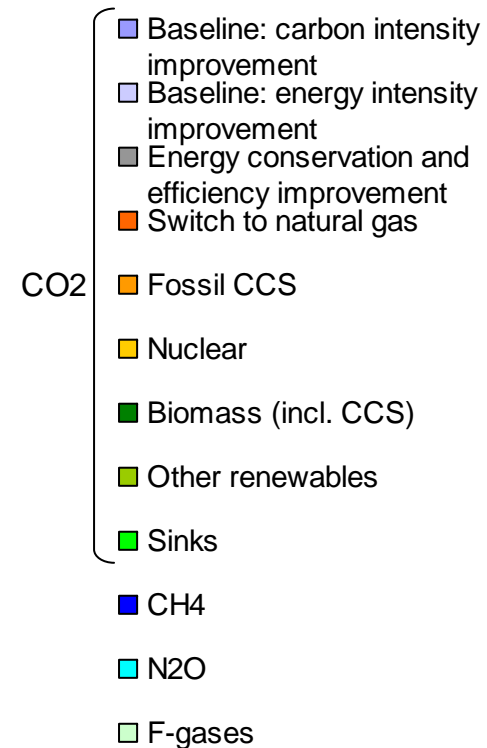 Baseline: carbon intensity
improvement
Baseline: energy intensity
improvement
Energy conservation and
efficiency improvement
Switch to natural gas
CO2
Fossil CCS
Nuclear
Biomass (incl. CCS)
Other renewables
Sinks
CH4
N2O
F-gases